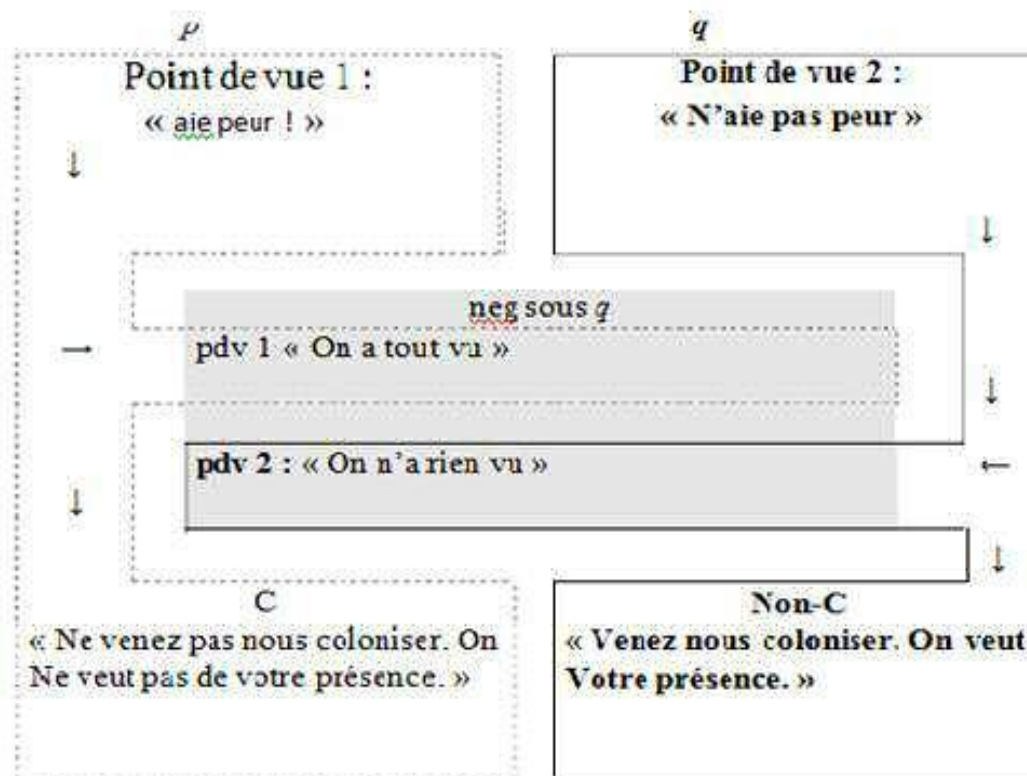 p
q
Point de vue 1 :
« aie peur ! »
Point de vue 2 :
« N'aie pas peur »
↓
↓
neg sous q
→
pdv 1 « On a tout vu »
↓
pdv 2 : « On n'a rien vu »
←
↓
↓
C
« Ne venez pas nous coloniser. On
Ne veut pas de votre présence. »
Non-C
« Venez nous coloniser. On veut
Votre présence. »